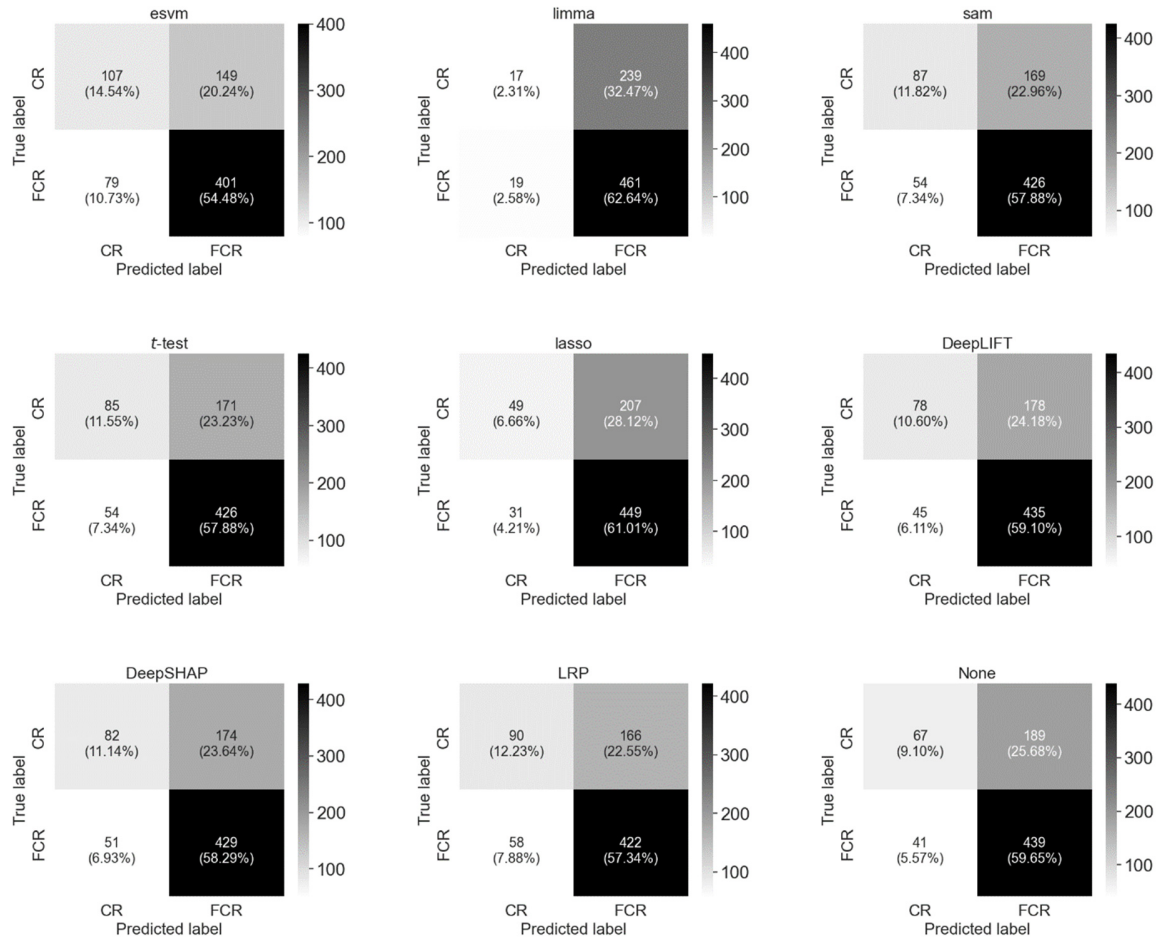 esvm
True label
CR
FCR
107
(14.54%)
149
(20.24%)
79
(10.73%)
401
(54.48%)
CR
FCR
Predicted label
400
300
200
100
limma
True label
CR
FCR
17
(2.31%)
239
(32.47%)
19
(2.58%)
461
(62.64%)
CR
FCR
Predicted label
400
300
200
100
sam
True label
CR
FCR
87
(11.82%)
169
(22.96%)
54
(7.34%)
426
(57.88%)
CR
FCR
Predicted label
400
300
200
100
t-test
True label
CR
FCR
85
(11.55%)
171
(23.23%)
54
(7.34%)
426
(57.88%)
CR
FCR
Predicted label
400
300
200
100
lasso
True label
CR
FCR
49
(6.66%)
207
(28.12%)
31
(4.21%)
449
(61.01%)
CR
FCR
Predicted label
400
300
200
100
DeepLIFT
True label
CR
FCR
78
(10.60%)
178
(24.18%)
45
(6.11%)
435
(59.10%)
CR
FCR
Predicted label
400
300
200
100
DeepSHAP
True label
CR
FCR
82
(11.14%)
174
(23.64%)
51
(6.93%)
429
(58.29%)
CR
FCR
Predicted label
400
300
200
100
LRP
True label
CR
FCR
90
(12.23%)
166
(22.55%)
58
(7.88%)
422
(57.34%)
CR
FCR
Predicted label
400
300
200
100
None
True label
CR
FCR
67
(9.10%)
189
(25.68%)
41
(5.57%)
439
(59.65%)
CR
FCR
Predicted label
400
300
200
100